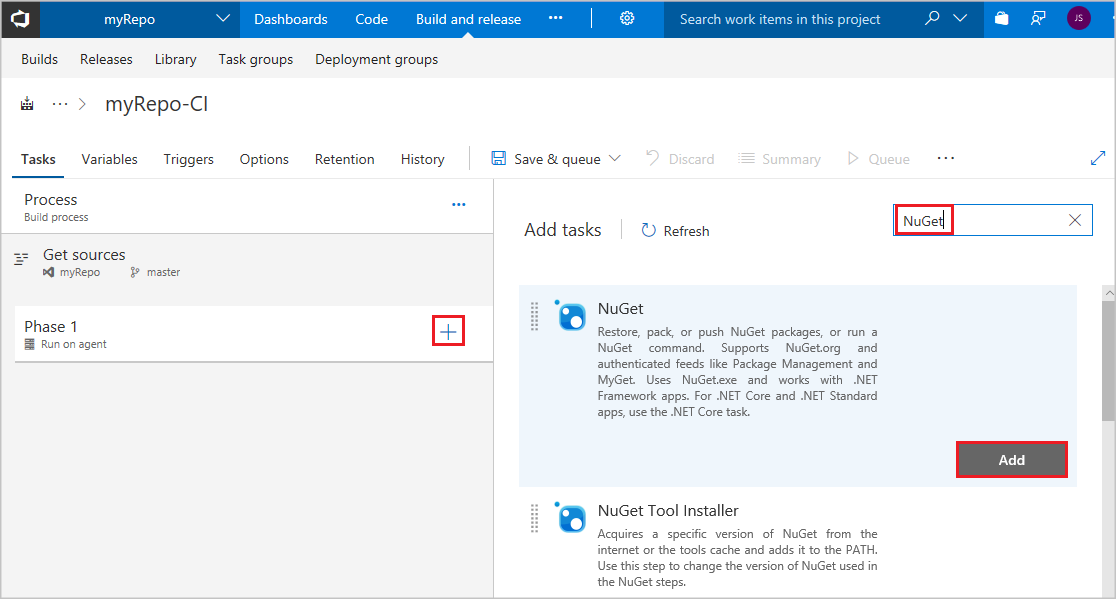 myRepo Dashboards Code Build and release ... Search work items in this project JS
Builds Releases Library Task groups Deployment groups
... > myRepo-CI
Tasks Variables Triggers Options Retention History Save & queue Discard Summary Queue ...
Process ...
Build process
Get sources
myRepo master
Phase 1
Run on agent
Add tasks Refresh NuGet
NuGet
Restore, pack, or push NuGet packages, or run a
NuGet command. Supports NuGet.org and
authenticated feeds like Package Management and
MyGet. Uses NuGet.exe and works with .NET
Framework apps. For .NET Core and .NET Standard
apps, use the .NET Core task.
Add
NuGet Tool Installer
Acquires a specific version of NuGet from the
internet or the tools cache and adds it to the PATH.
Use this step to change the version of NuGet used in
the NuGet steps.